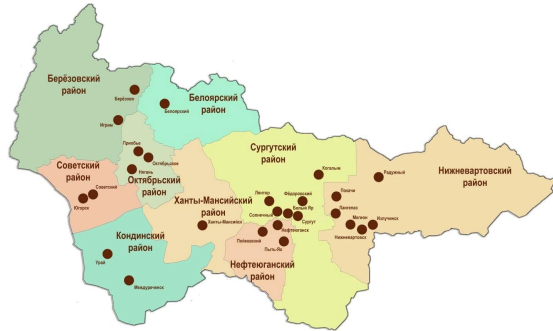 Берёзовский
район
Берёзово
Игрим
Белоярский
район
Белоярский
Приобье
Октябрьское
Нягань
Октябрьский
район
Советский
район
Советский
Югорск
Кондинский
район
Урай
Междуреченск
Ханты-Мансийский
район
Ханты-Мансийск
Сургутский
район
Когалым
Лянтор
Фёдоровский
Солнечный
Белый Яр
Сургут
Нефтеюганск
Пойковский
Пыть-Ях
Нефтеюганский
район
Нижневартовский
район
Радужный
Покачи
Лангепас
Мегион
Излучинск
Нижневартовск